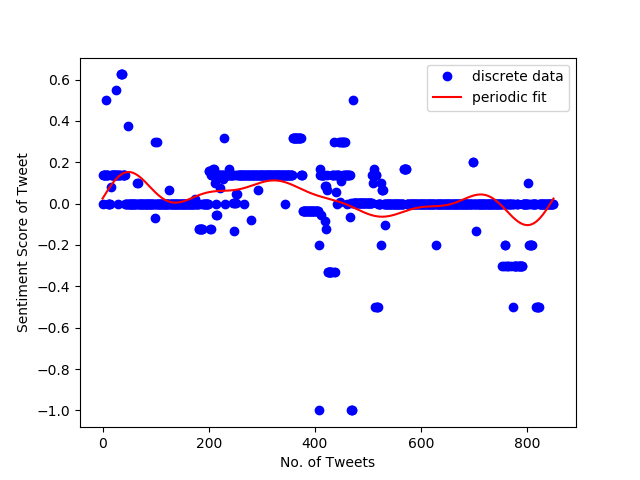 discrete data
periodic fit
0.6
0.4
0.2
0.0
−0.2
−0.4
−0.6
−0.8
−1.0
Sentiment Score of Tweet
0 200 400 600 800
No. of Tweets